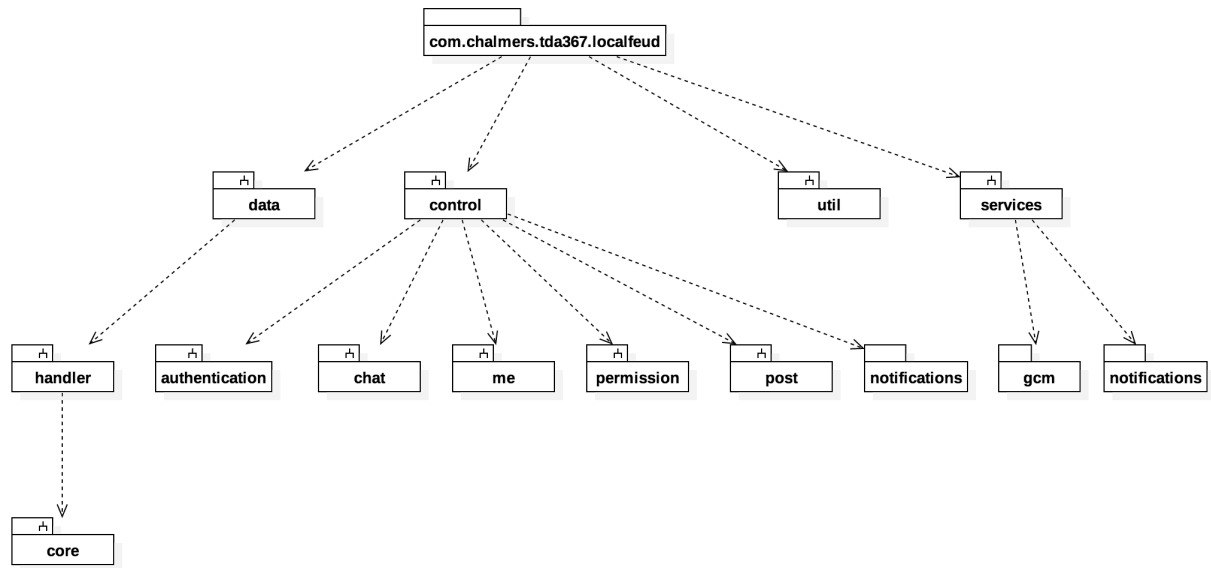 com.chalmers.tda367.localfeud
data
control
util
services
handler
authentication
chat
me
permission
post
notifications
gcm
notifications
core